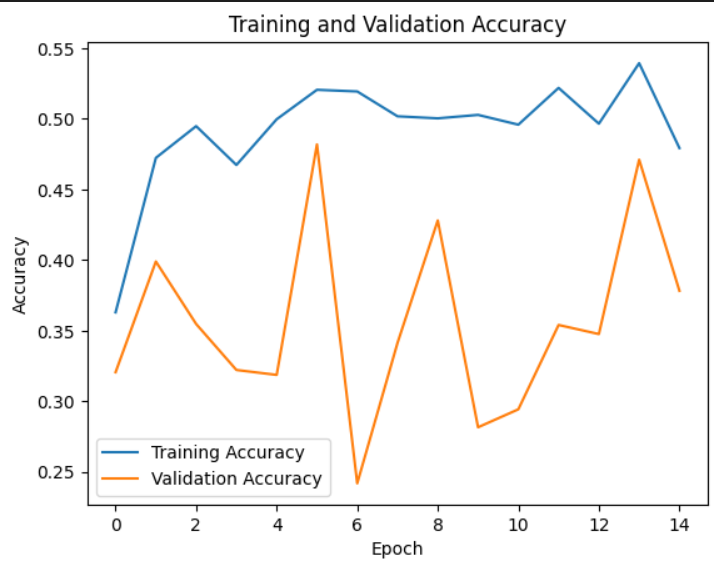 Training and Validation Accuracy
0.55
0.50
0.45
0.40
0.35
0.30
0.25
Accuracy
Training Accuracy
Validation Accuracy
0 2 4 6 8 10 12 14
Epoch